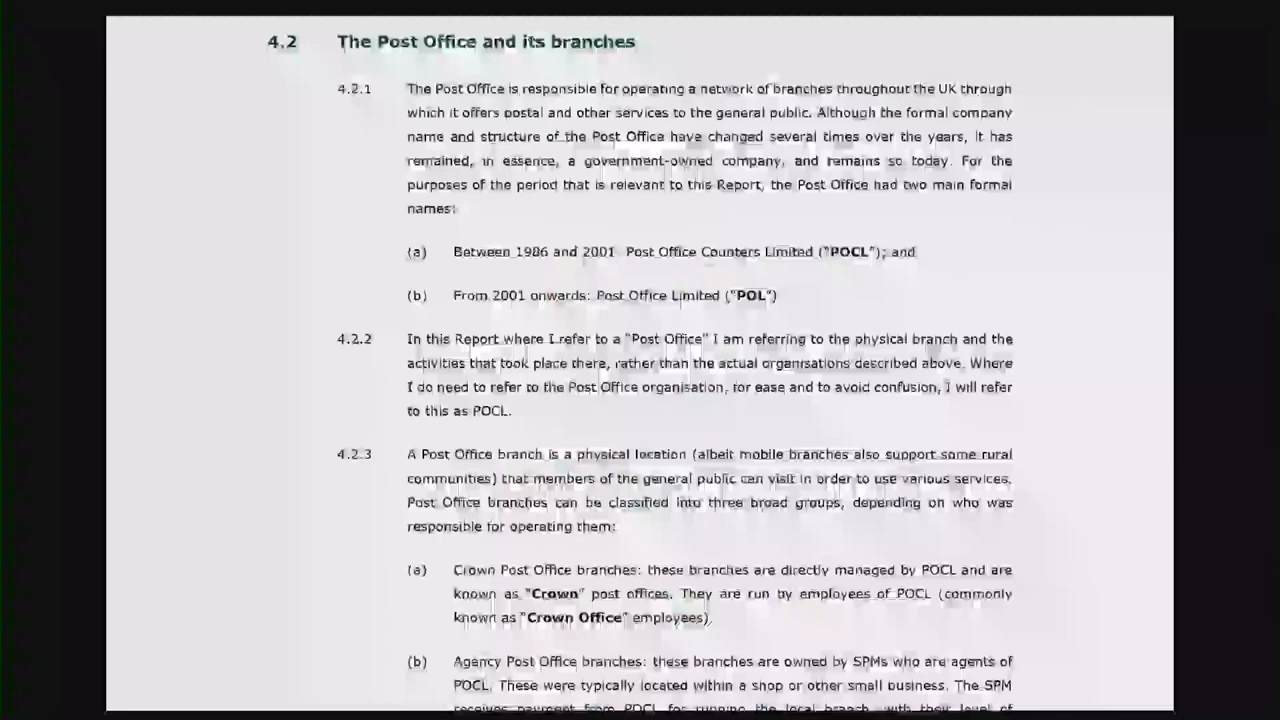 4.2 The Post Office and its branches
4.2.1 The Post Office is responsible for operating a network of branches throughout the UK through
which it offers postal and other services to the general public. Although the formal company
name and structure of the Post Office have changed several times over the years, it has
remained, in essence, a government-owned company, and remains so today. For the
purposes of the period that is relevant to this Report, the Post Office had two main formal
names:
(a) Between 1986 and 2001 Post Office Counters Limited ("POCL"); and
(b) From 2001 onwards: Post Office Limited ("POL")
4.2.2 In this Report where I refer to a "Post Office" I am referring to the physical branch and the
activities that took place there, rather than the actual organisations described above. Where
I do need to refer to the Post Office organisation, for ease and to avoid confusion, I will refer
to this as POCL.
4.2.3 A Post Office branch is a physical location (albeit mobile branches also support some rural
communities) that members of the general public can visit in order to use various services.
Post Office branches can be classified into three broad groups, depending on who was
responsible for operating them:
(a) Crown Post Office branches: these branches are directly managed by POCL and are
known as "Crown" post offices. They are run by employees of POCL (commonly
known as "Crown Office" employees).
(b) Agency Post Office branches: these branches are owned by SPMs who are agents of
POCL. These were typically located within a shop or other small business. The SPM
receives payment from POCL for running the local branch, with their level of